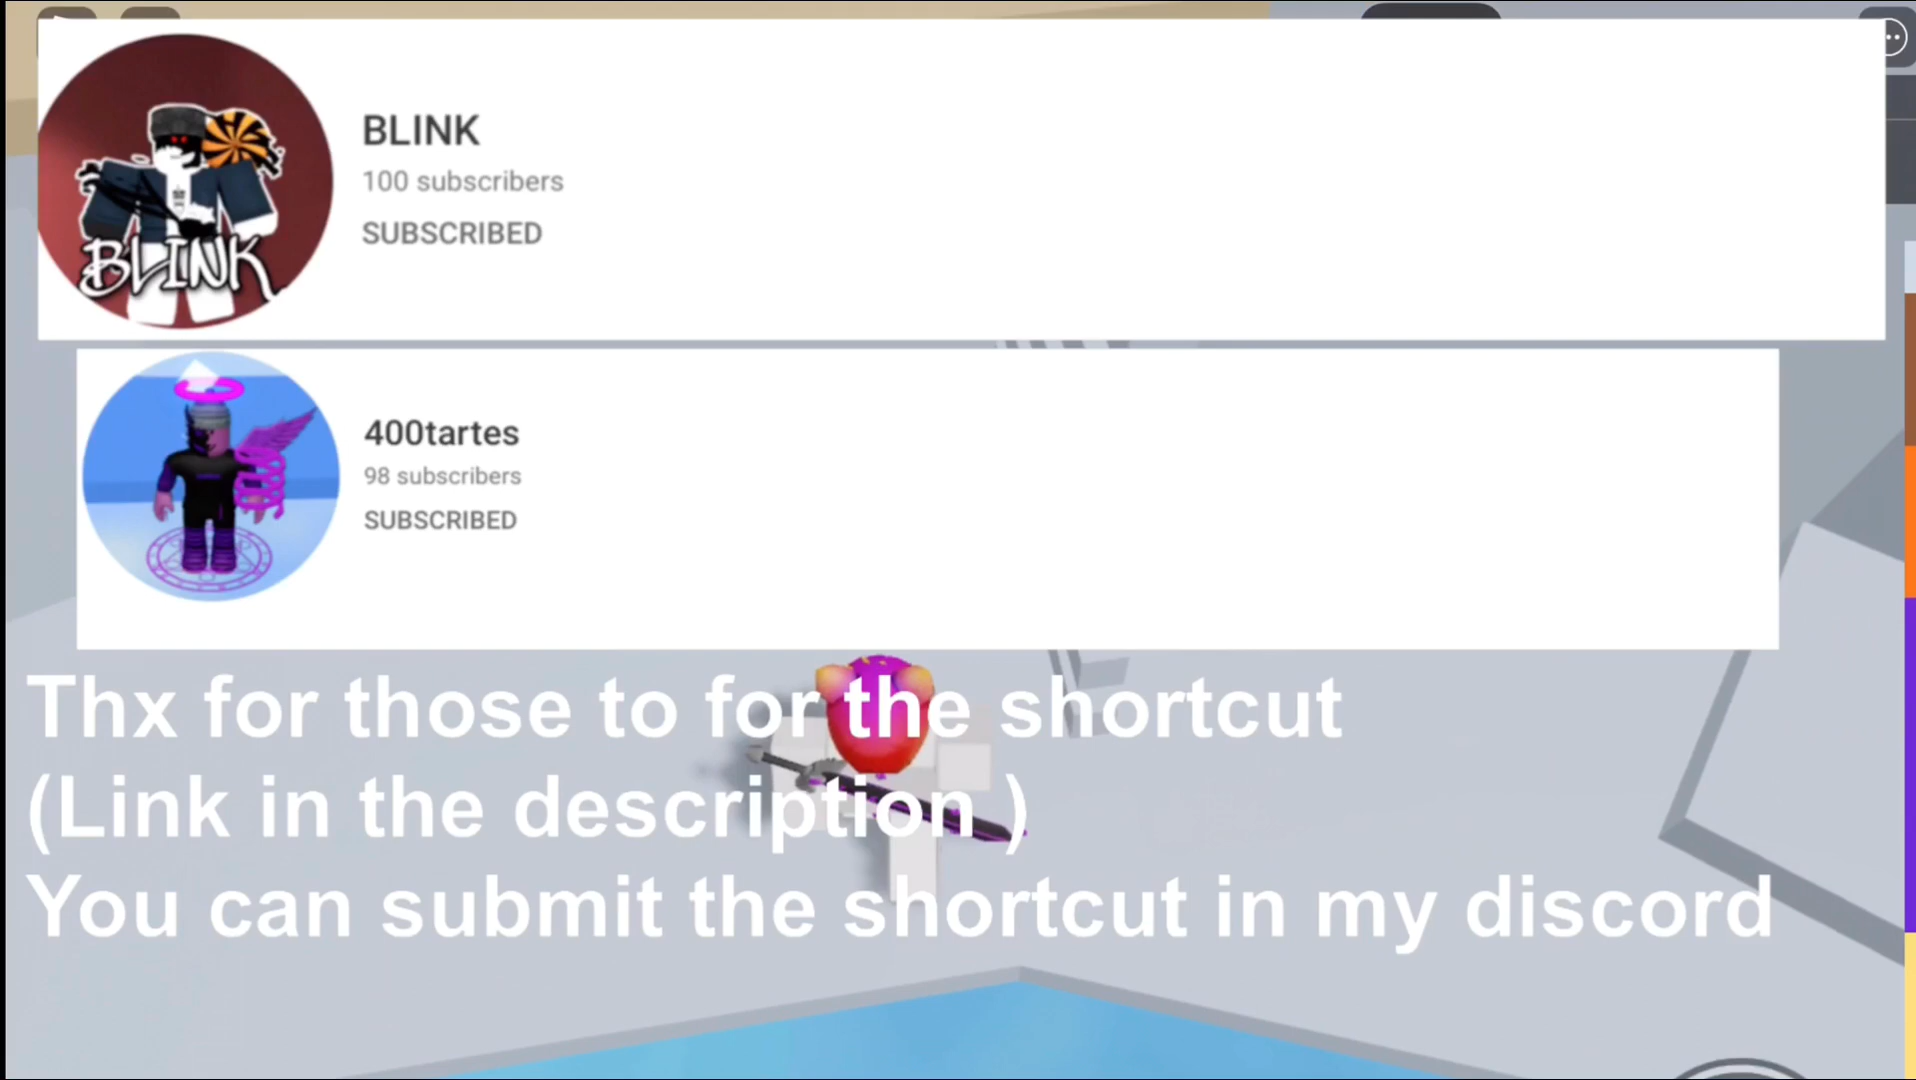 BLINK
100 subscribers
SUBSCRIBED
BLINK
400tartes
98 subscribers
SUBSCRIBED
Thx for those to for the shortcut
(Link in the description )
You can submit the shortcut in my discord